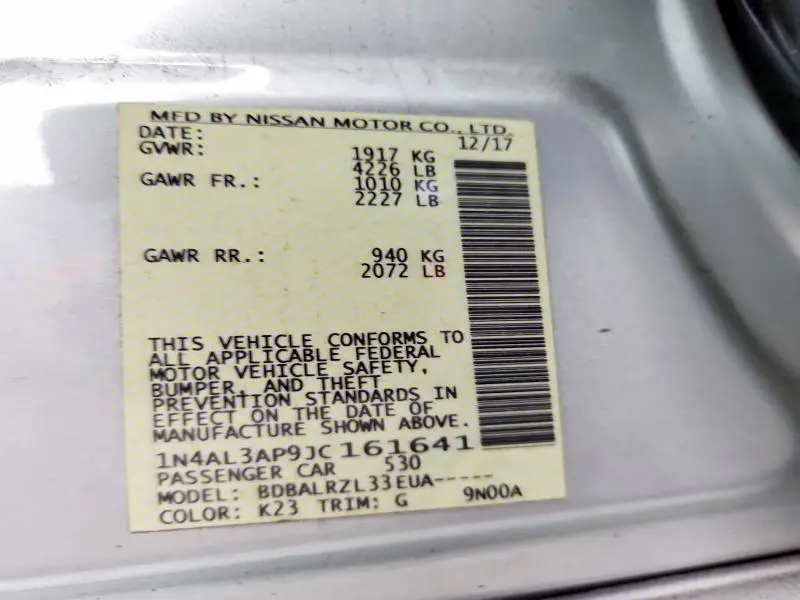 MFD BY NISSAN MOTOR CO., LTD.
DATE: 12/17
GVWR: 1917 KG
4226 LB
GAWR FR.: 1010 KG
2227 LB
GAWR RR.: 940 KG
2072 LB
THIS VEHICLE CONFORMS TO
ALL APPLICABLE FEDERAL
MOTOR VEHICLE SAFETY,
BUMPER, AND THEFT
PREVENTION STANDARDS IN
EFFECT ON THE DATE OF
MANUFACTURE SHOWN ABOVE.
1N4AL3AP9JC161641
PASSENGER CAR 530
MODEL: BDBALRZL33EUA-----
COLOR: K23 TRIM: G 9N00A